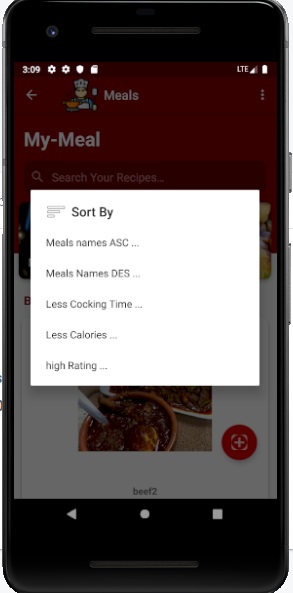 3:09
LTE
Meals
My-Meal
Search Your Recipes...
Sort By
Meals names ASC ...
Meals Names DES ...
Less Cocking Time ...
Less Calories ...
high Rating ...
B
beef2